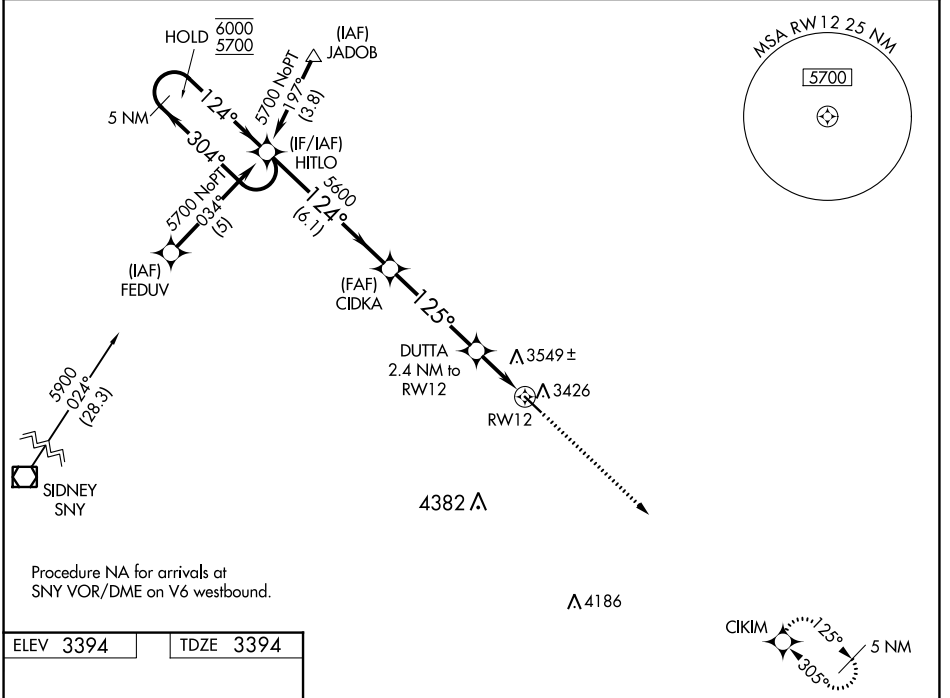 HOLD 6000
5700
(IAF)
JADOB
MSA RW12 25 NM
5700
5700 NoPT
197°
(3.8)
5 NM
124°
304°
(IF/IAF)
HITLO
5700 NoPT
034°
(5)
5600
124°
(6.1)
(IAF)
FEDUV
(FAF)
CIDKA
125°
DUTTA
2.4 NM to
RW12
3549±
3426
RW12
5900
024°
(28.3)
SIDNEY
SNY
4382
Procedure NA for arrivals at
SNY VOR/DME on V6 westbound.
4186
CIKIM
125°
5 NM
305°
ELEV 3394
TDZE 3394